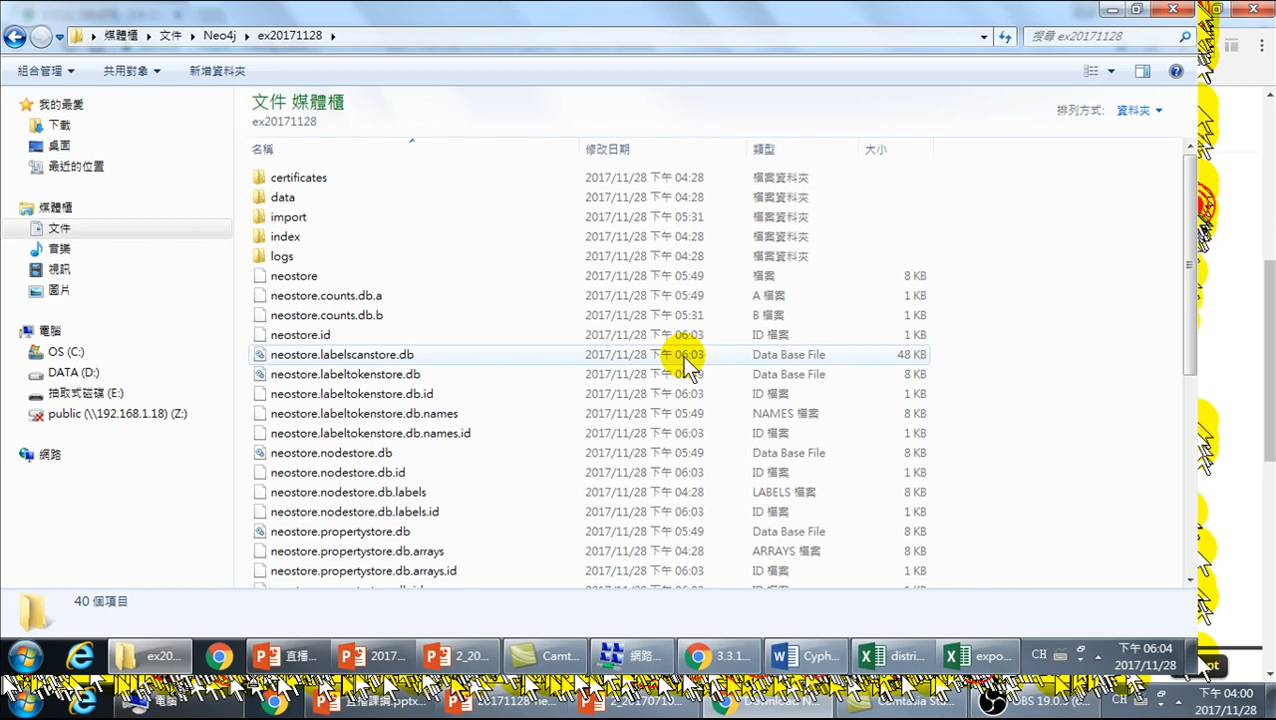 媒體櫃 ▸ 文件 ▸ Neo4j ▸ ex20171128 ▸
搜尋 ex20171128
組合管理 ▾ 共用對象 ▾ 新增資料夾
我的最愛
下載
桌面
最近的位置
媒體櫃
文件
音樂
視訊
圖片
電腦
OS (C:)
DATA (D:)
抽取式磁碟 (E:)
public (\\192.168.1.18) (Z:)
網路
文件 媒體櫃
ex20171128
排列方式: 資料夾 ▾
名稱 修改日期 類型 大小
certificates 2017/11/28 下午 04:28 檔案資料夾
data 2017/11/28 下午 04:28 檔案資料夾
import 2017/11/28 下午 05:31 檔案資料夾
index 2017/11/28 下午 04:28 檔案資料夾
logs 2017/11/28 下午 04:28 檔案資料夾
neostore 2017/11/28 下午 05:49 檔案 8 KB
neostore.counts.db.a 2017/11/28 下午 05:49 A 檔案 1 KB
neostore.counts.db.b 2017/11/28 下午 05:31 B 檔案 1 KB
neostore.id 2017/11/28 下午 06:03 ID 檔案 1 KB
neostore.labelscanstore.db 2017/11/28 下午 06:03 Data Base File 48 KB
neostore.labeltokenstore.db 2017/11/28 下午 Data Base File 8 KB
neostore.labeltokenstore.db.id 2017/11/28 下午 06:03 ID 檔案 1 KB
neostore.labeltokenstore.db.names 2017/11/28 下午 05:49 NAMES 檔案 8 KB
neostore.labeltokenstore.db.names.id 2017/11/28 下午 06:03 ID 檔案 1 KB
neostore.nodestore.db 2017/11/28 下午 05:49 Data Base File 8 KB
neostore.nodestore.db.id 2017/11/28 下午 06:03 ID 檔案 1 KB
neostore.nodestore.db.labels 2017/11/28 下午 04:28 LABELS 檔案 8 KB
neostore.nodestore.db.labels.id 2017/11/28 下午 06:03 ID 檔案 1 KB
neostore.propertystore.db 2017/11/28 下午 05:49 Data Base File 8 KB
neostore.propertystore.db.arrays 2017/11/28 下午 04:28 ARRAYS 檔案 8 KB
neostore.propertystore.db.arrays.id 2017/11/28 下午 06:03 ID 檔案 1 KB
40 個項目
ex20... 直播... 2017... 2_20... Camt... 網路... 3.3.1... Cyph... distri... expo... CH 下午 06:04
2017/11/28
電腦 OBS 19.0. CH 下午 04:00
2017/11/28